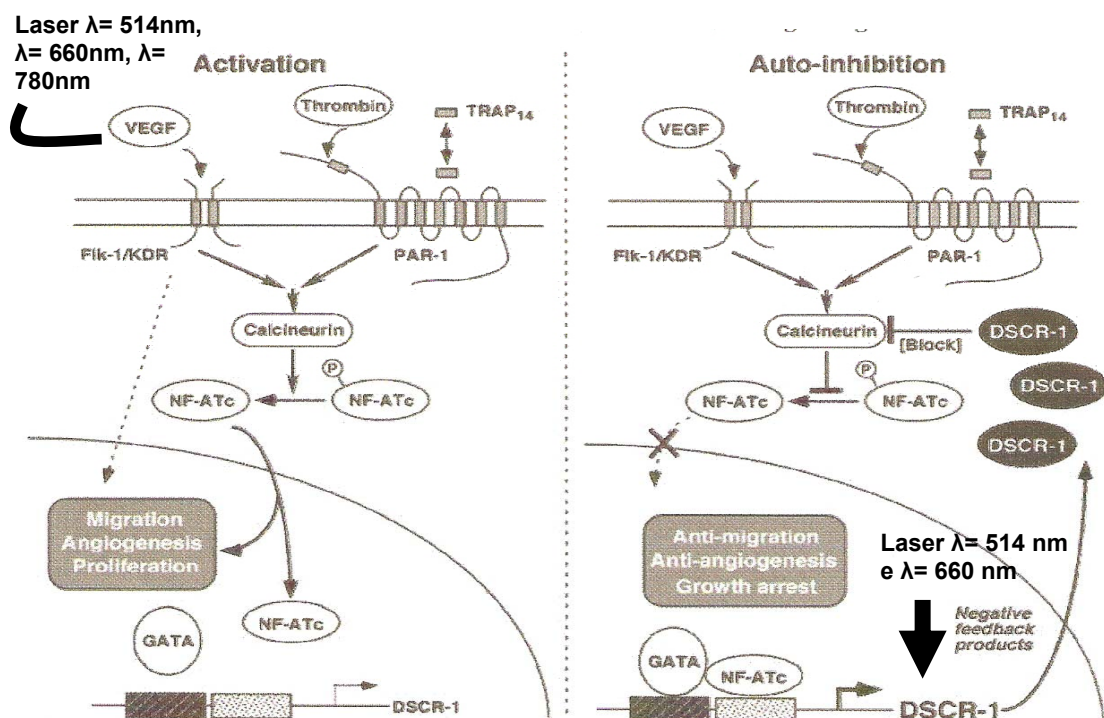 Laser λ= 514nm,
λ= 660nm, λ=
780nm
Activation
VEGF
Thrombin
TRAP14
Flk-1/KDR
PAR-1
Calcineurin
P
NF-ATc
NF-ATc
Migration
Angiogenesis
Proliferation
NF-ATc
GATA
DSCR-1
Auto-inhibition
VEGF
Thrombin
TRAP14
Flk-1/KDR
PAR-1
Calcineurin
[Block]
DSCR-1
DSCR-1
DSCR-1
P
NF-ATc
NF-ATc
Anti-migration
Anti-angiogenesis
Growth arrest
Laser λ= 514 nm
e λ= 660 nm
Negative
feedback
products
GATA
NF-ATc
DSCR-1